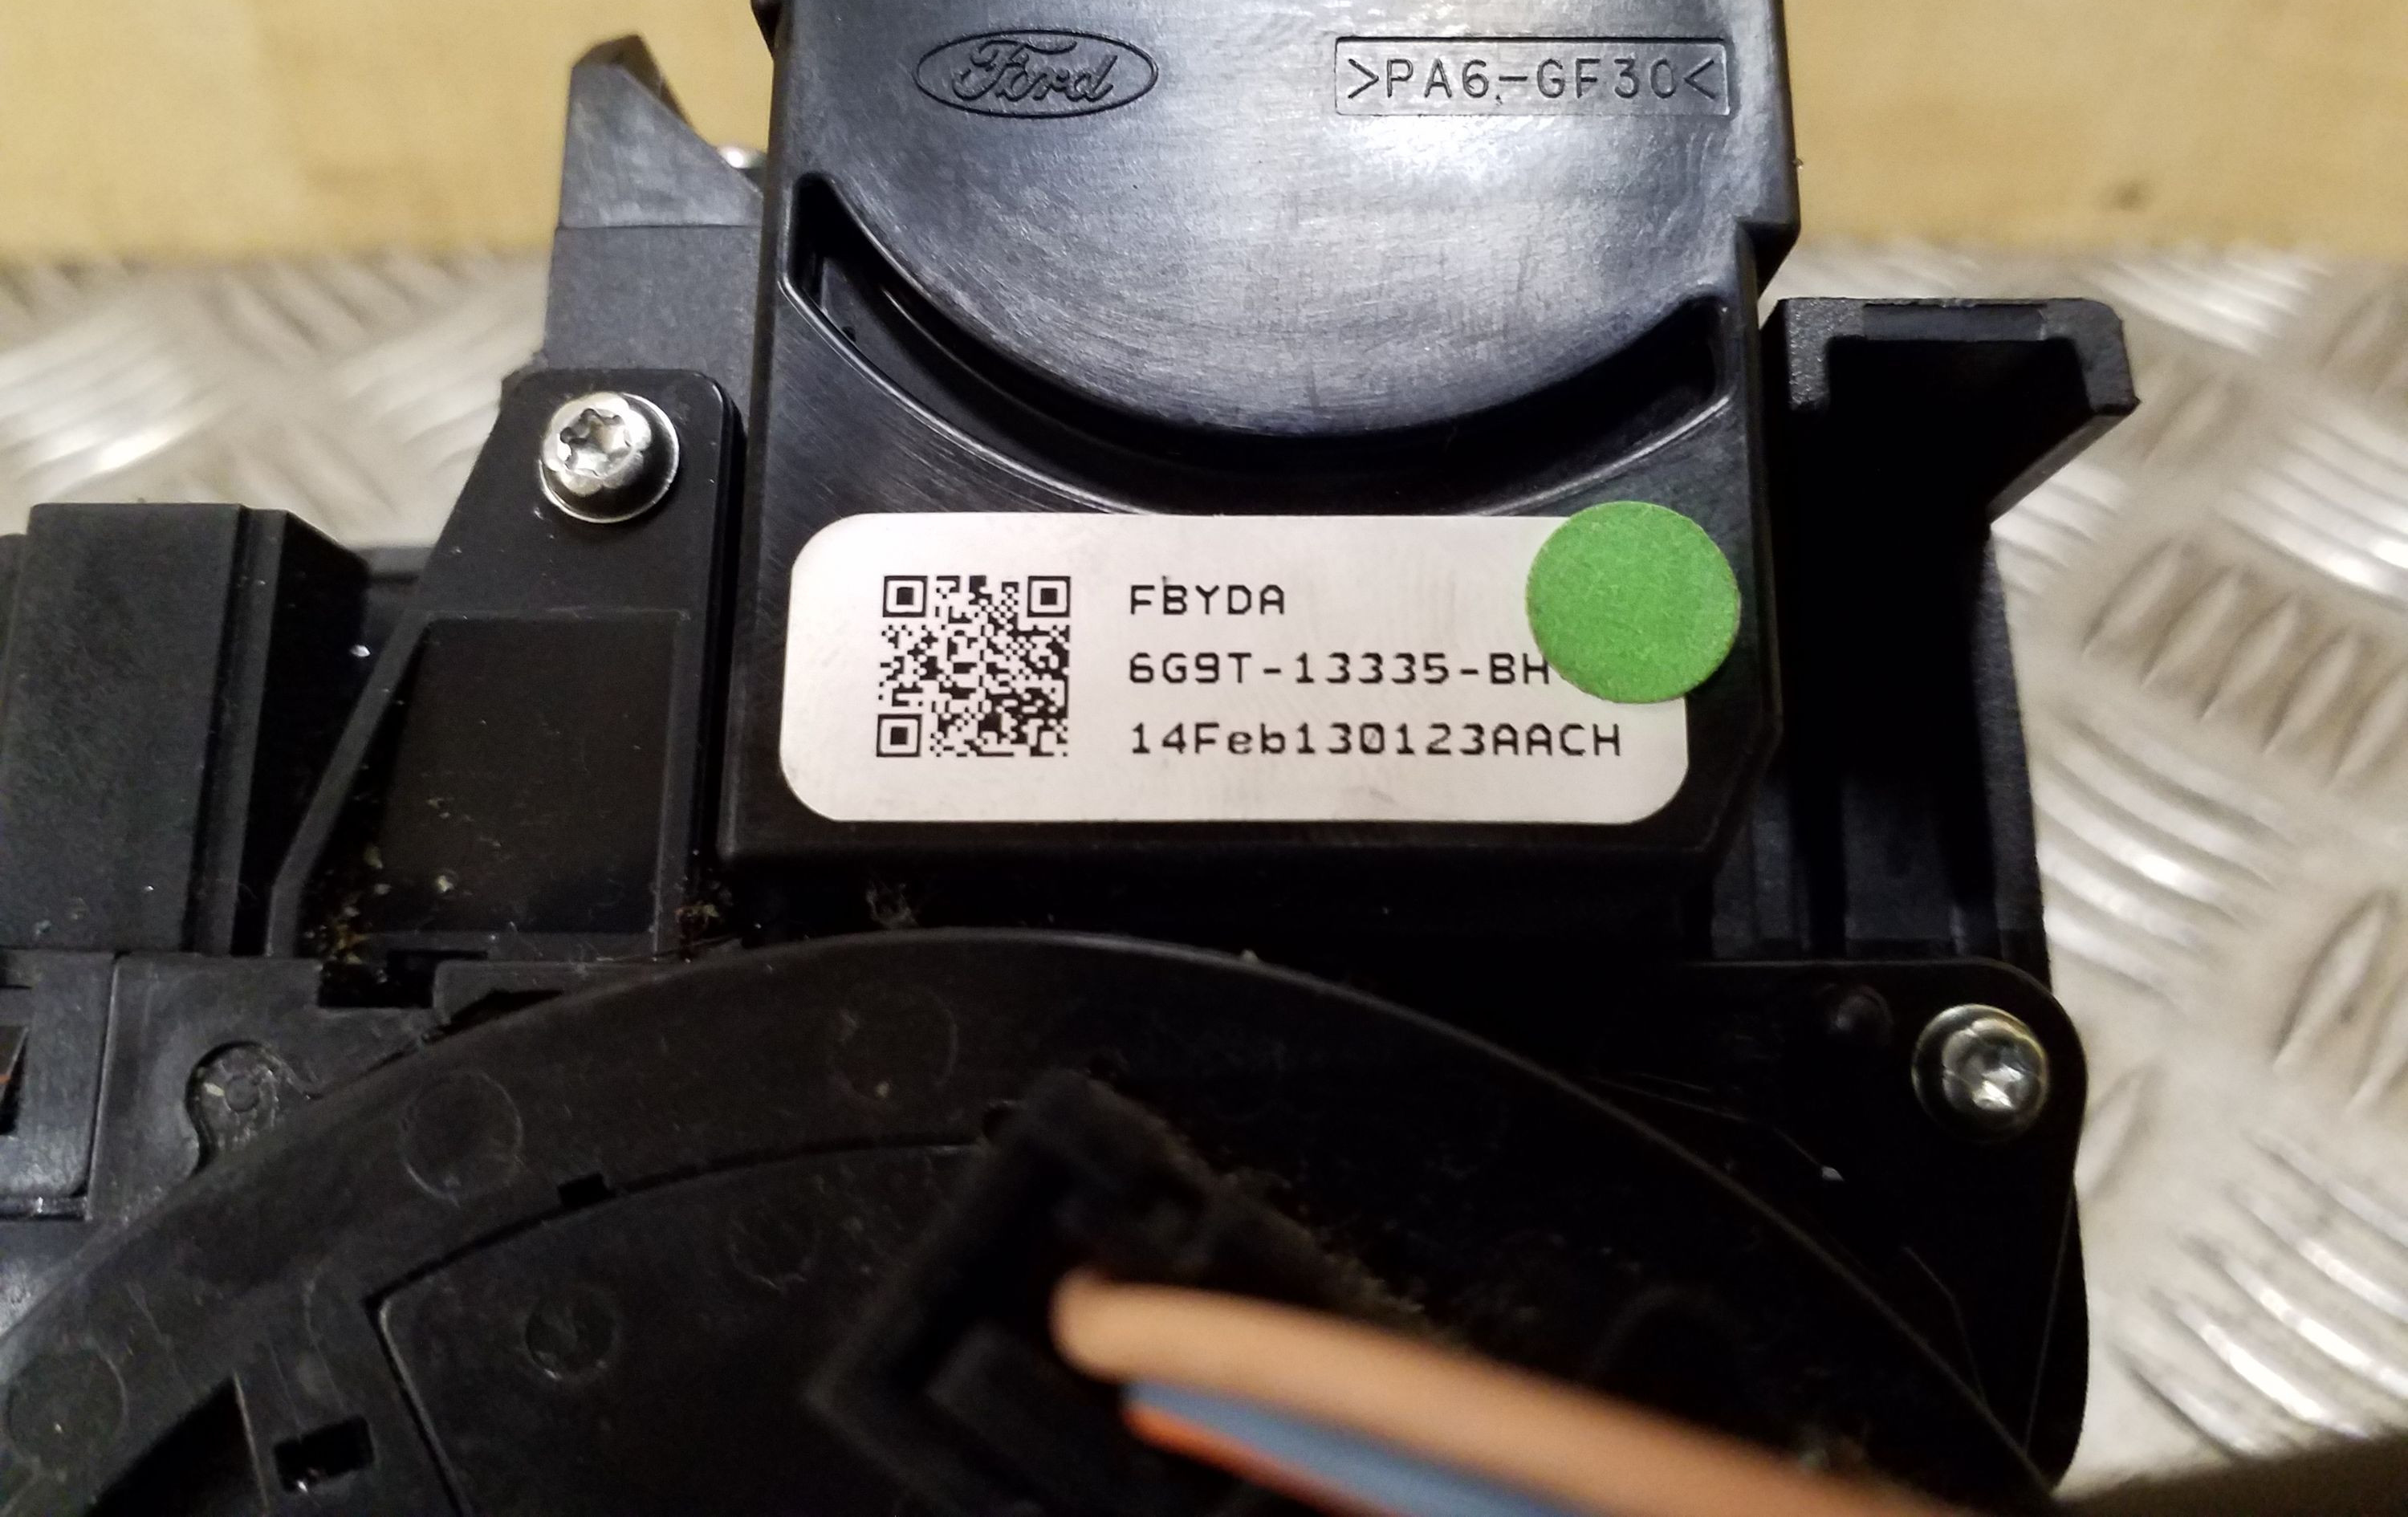 Ford
>PA6-GF30<
FBYDA
6G9T-13335-BH
14Feb130123AACH